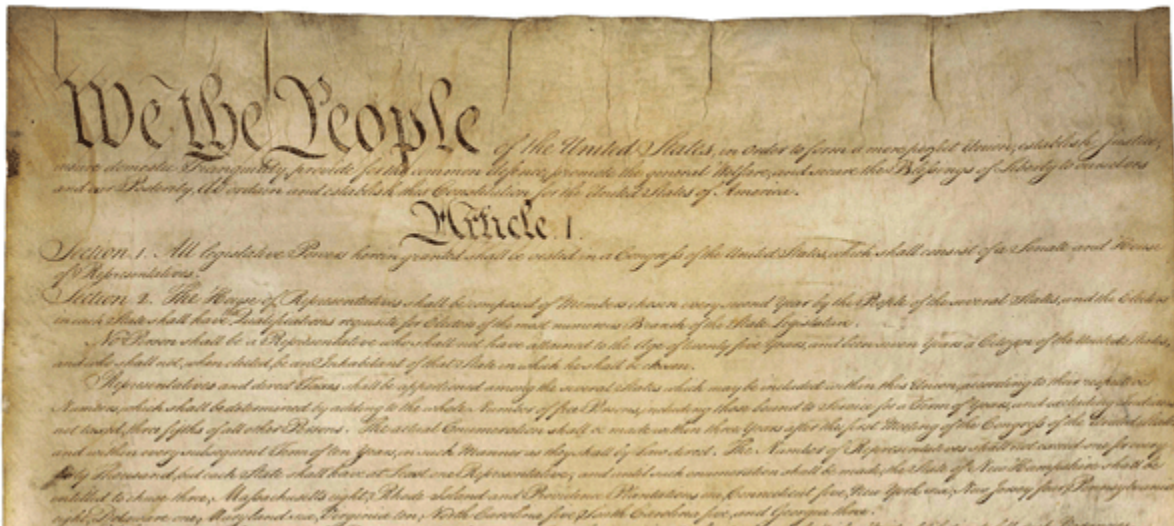 We the People of the United States, in Order to form a more perfect Union, establish Justice,
insure domestic Tranquility, provide for the common defence, promote the general Welfare, and secure the Blessings of Liberty to ourselves
and our Posterity, do ordain and establish this Constitution for the United States of America.
Article. I.
Section. 1. All legislative Powers herein granted shall be vested in a Congress of the United States, which shall consist of a Senate and House
of Representatives.
Section. 2. The House of Representatives shall be composed of Members chosen every second Year by the People of the several States, and the Electors
in each State shall have Qualifications requisite for Electors of the most numerous Branch of the State Legislature.
No Person shall be a Representative who shall not have attained to the Age of twenty five Years, and been seven Years a Citizen of the United States,
and who shall not, when elected, be an Inhabitant of that State in which he shall be chosen.
Representatives and direct Taxes shall be apportioned among the several States which may be included within this Union, according to their respective
Numbers, which shall be determined by adding to the whole Number of free Persons, including those bound to Service for a Term of Years, and excluding Indians
not taxed, three fifths of all other Persons. The actual Enumeration shall be made within three Years after the first Meeting of the Congress of the United States,
and within every subsequent Term of ten Years, in such Manner as they shall by Law direct. The Number of Representatives shall not exceed one for every
thirty Thousand, but each State shall have at Least one Representative; and until such enumeration shall be made, the State of New Hampshire shall be
entitled to chuse three, Massachusetts eight, Rhode Island and Providence Plantations one, Connecticut five, New York six, New Jersey four, Pennsylvania
eight, Delaware one, Maryland six, Virginia ten, North Carolina five, South Carolina five, and Georgia three.